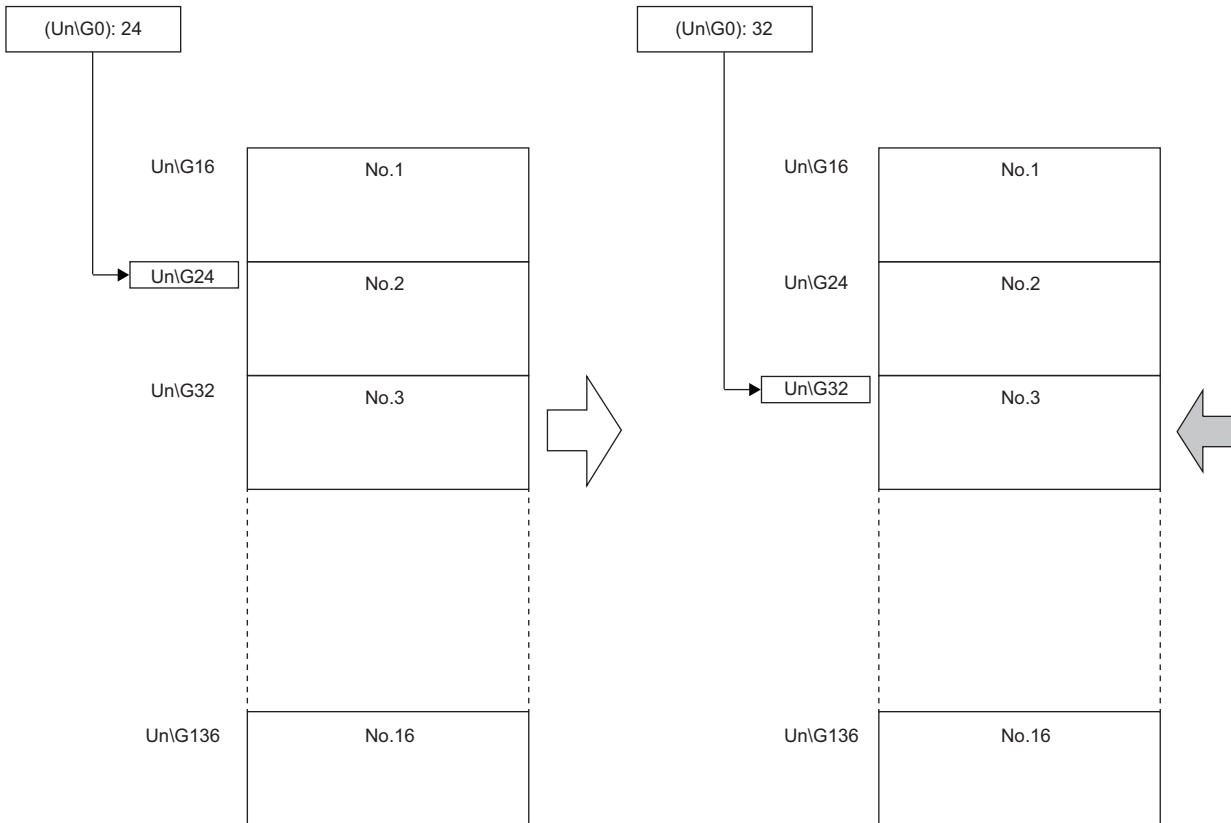 (Un\G0): 24
Un\G16
No.1
Un\G24
No.2
Un\G32
No.3
Un\G136
No.16
(Un\G0): 32
Un\G16
No.1
Un\G24
No.2
Un\G32
No.3
Un\G136
No.16